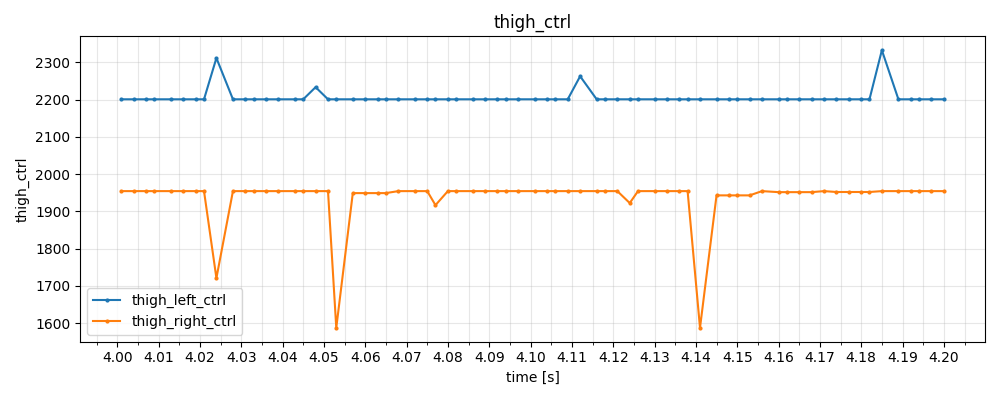 thigh_ctrl
thigh_ctrl
2300
2200
2100
2000
1900
1800
1700
1600
thigh_left_ctrl
thigh_right_ctrl
4.00 4.01 4.02 4.03 4.04 4.05 4.06 4.07 4.08 4.09 4.10 4.11 4.12 4.13 4.14 4.15 4.16 4.17 4.18 4.19 4.20
time [s]